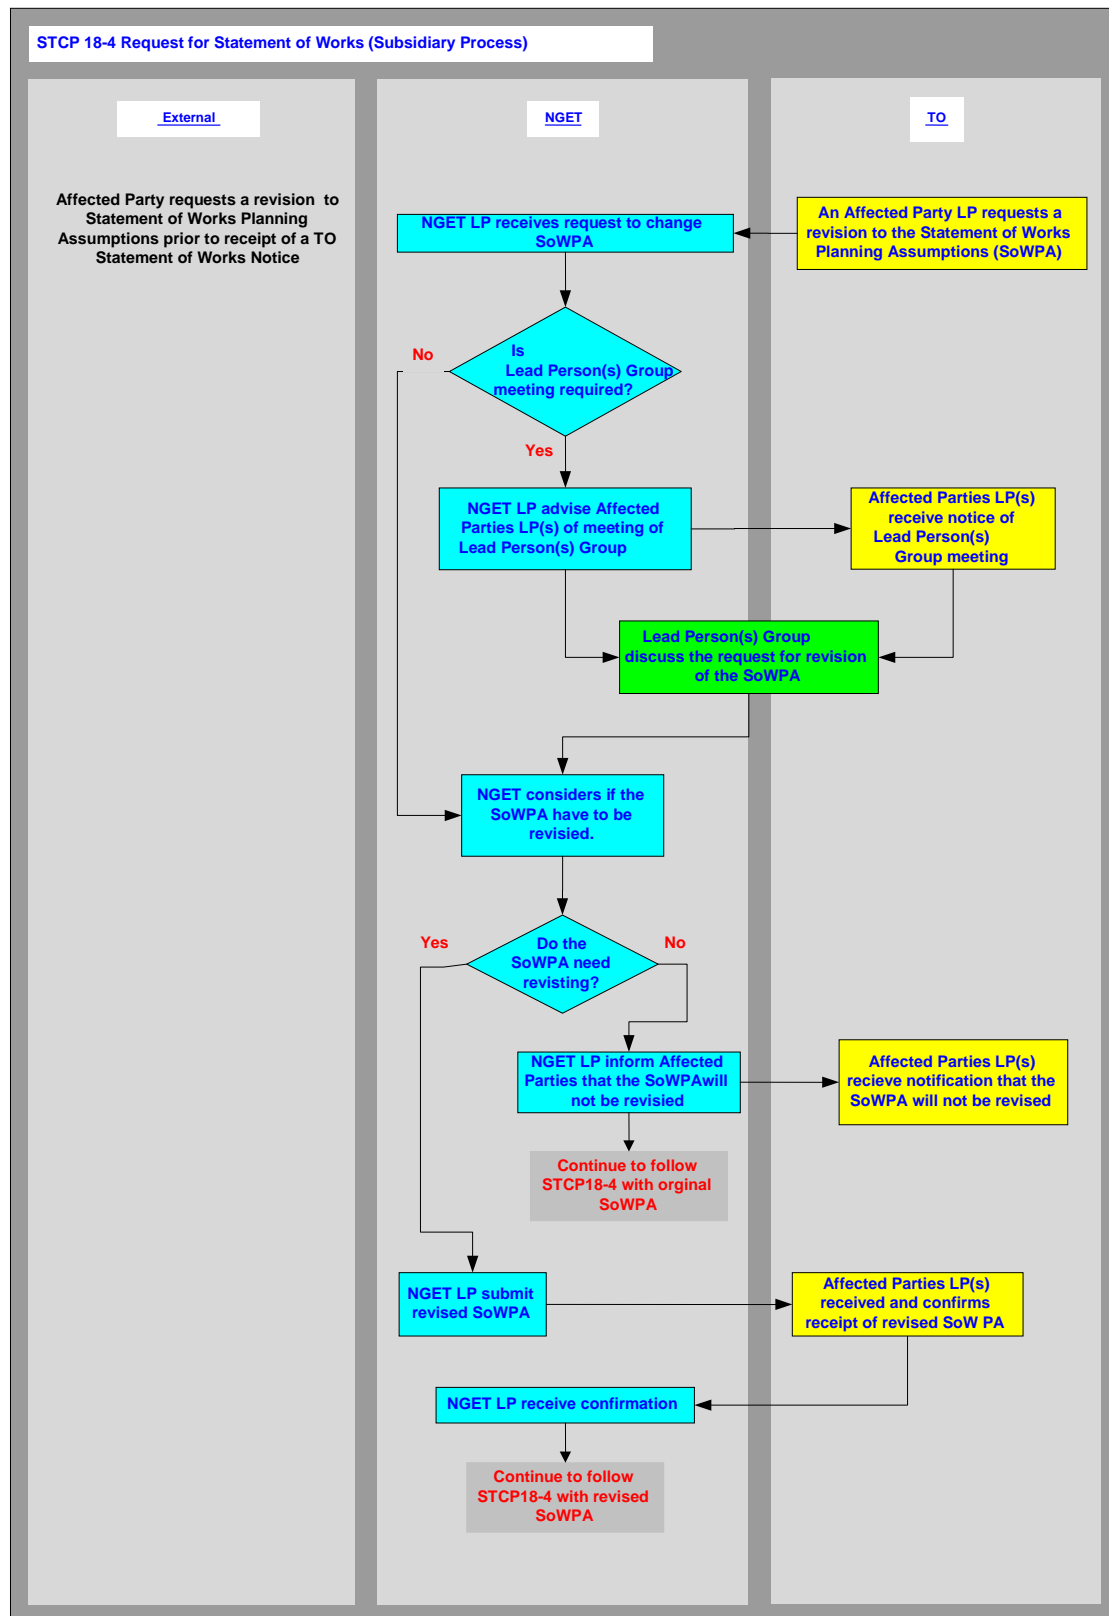 STCP 18-4 Request for Statement of Works (Subsidiary Process)
External
NGET
TO
Affected Party requests a revision to
Statement of Works Planning
Assumptions prior to receipt of a TO
Statement of Works Notice
NGET LP receives request to change
SoWPA
An Affected Party LP requests a
revision to the Statement of Works
Planning Assumptions (SoWPA)
No
Is
Lead Person(s) Group
meeting required?
Yes
NGET LP advise Affected
Parties LP(s) of meeting of
Lead Person(s) Group
Affected Parties LP(s)
receive notice of
Lead Person(s)
Group meeting
Lead Person(s) Group
discuss the request for revision
of the SoWPA
NGET considers if the
SoWPA have to be
revisied.
Yes
Do the
SoWPA need
revisting?
No
NGET LP inform Affected
Parties that the SoWPAwill
not be revisied
Affected Parties LP(s)
recieve notification that the
SoWPA will not be revised
Continue to follow
STCP18-4 with orginal
SoWPA
NGET LP submit
revised SoWPA
Affected Parties LP(s)
received and confirms
receipt of revised SoW PA
NGET LP receive confirmation
Continue to follow
STCP18-4 with revised
SoWPA